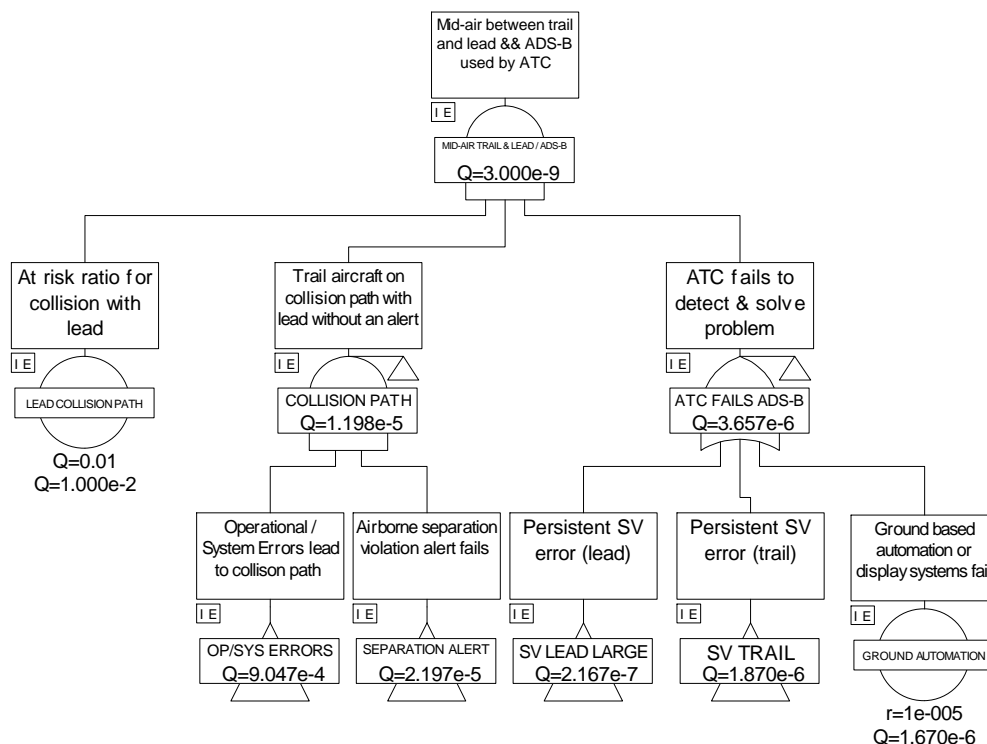 Mid-air between trail
and lead && ADS-B
used by ATC
I E
MID-AIR TRAIL & LEAD / ADS-B
Q=3.000e-9
At risk ratio for
collision with
lead
I E
LEAD COLLISION PATH
Q=0.01
Q=1.000e-2
Trail aircraft on
collision path with
lead without an alert
I E
COLLISION PATH
Q=1.198e-5
ATC fails to
detect & solve
problem
I E
ATC FAILS ADS-B
Q=3.657e-6
Operational /
System Errors lead
to collison path
I E
OP/SYS ERRORS
Q=9.047e-4
Airborne separation
violation alert fails
I E
SEPARATION ALERT
Q=2.197e-5
Persistent SV
error (lead)
I E
SV LEAD LARGE
Q=2.167e-7
Persistent SV
error (trail)
I E
SV TRAIL
Q=1.870e-6
Ground based
automation or
display systems fail
I E
GROUND AUTOMATION
r=1e-005
Q=1.670e-6